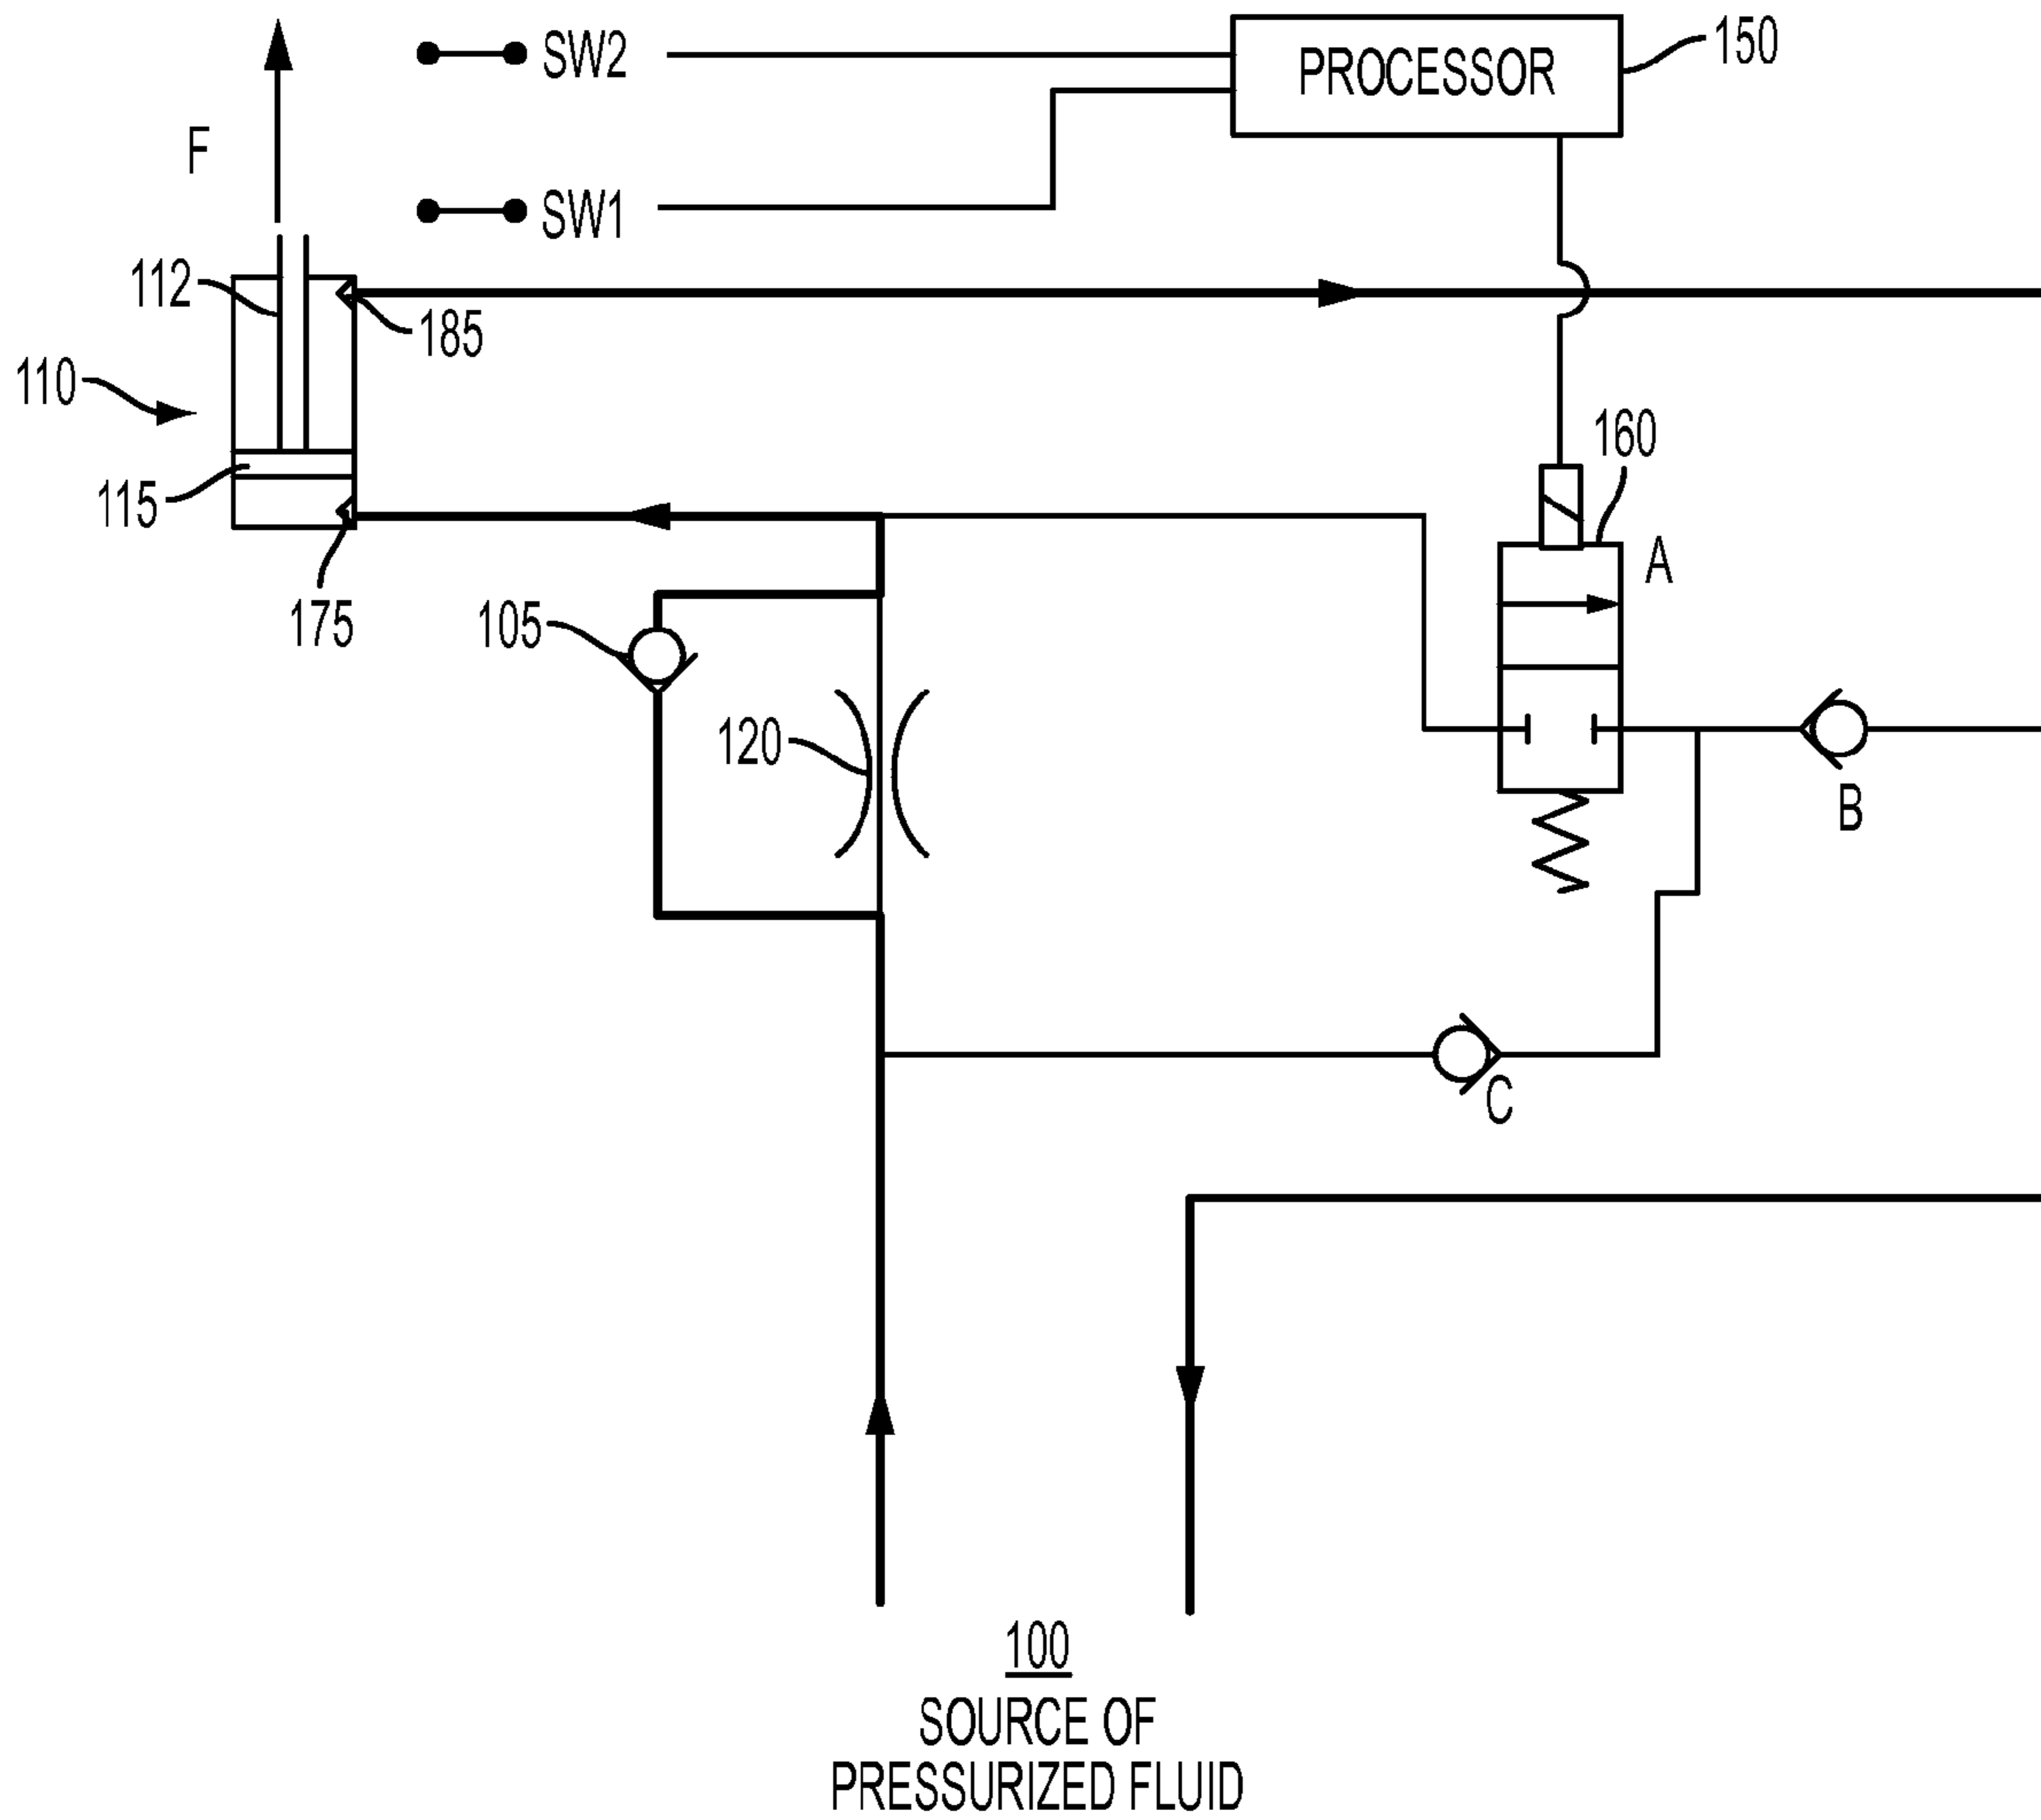 SW2
PROCESSOR
150
F
SW1
112
185
110
160
115
A
175
105
120
B
C
100
SOURCE OF
PRESSURIZED FLUID